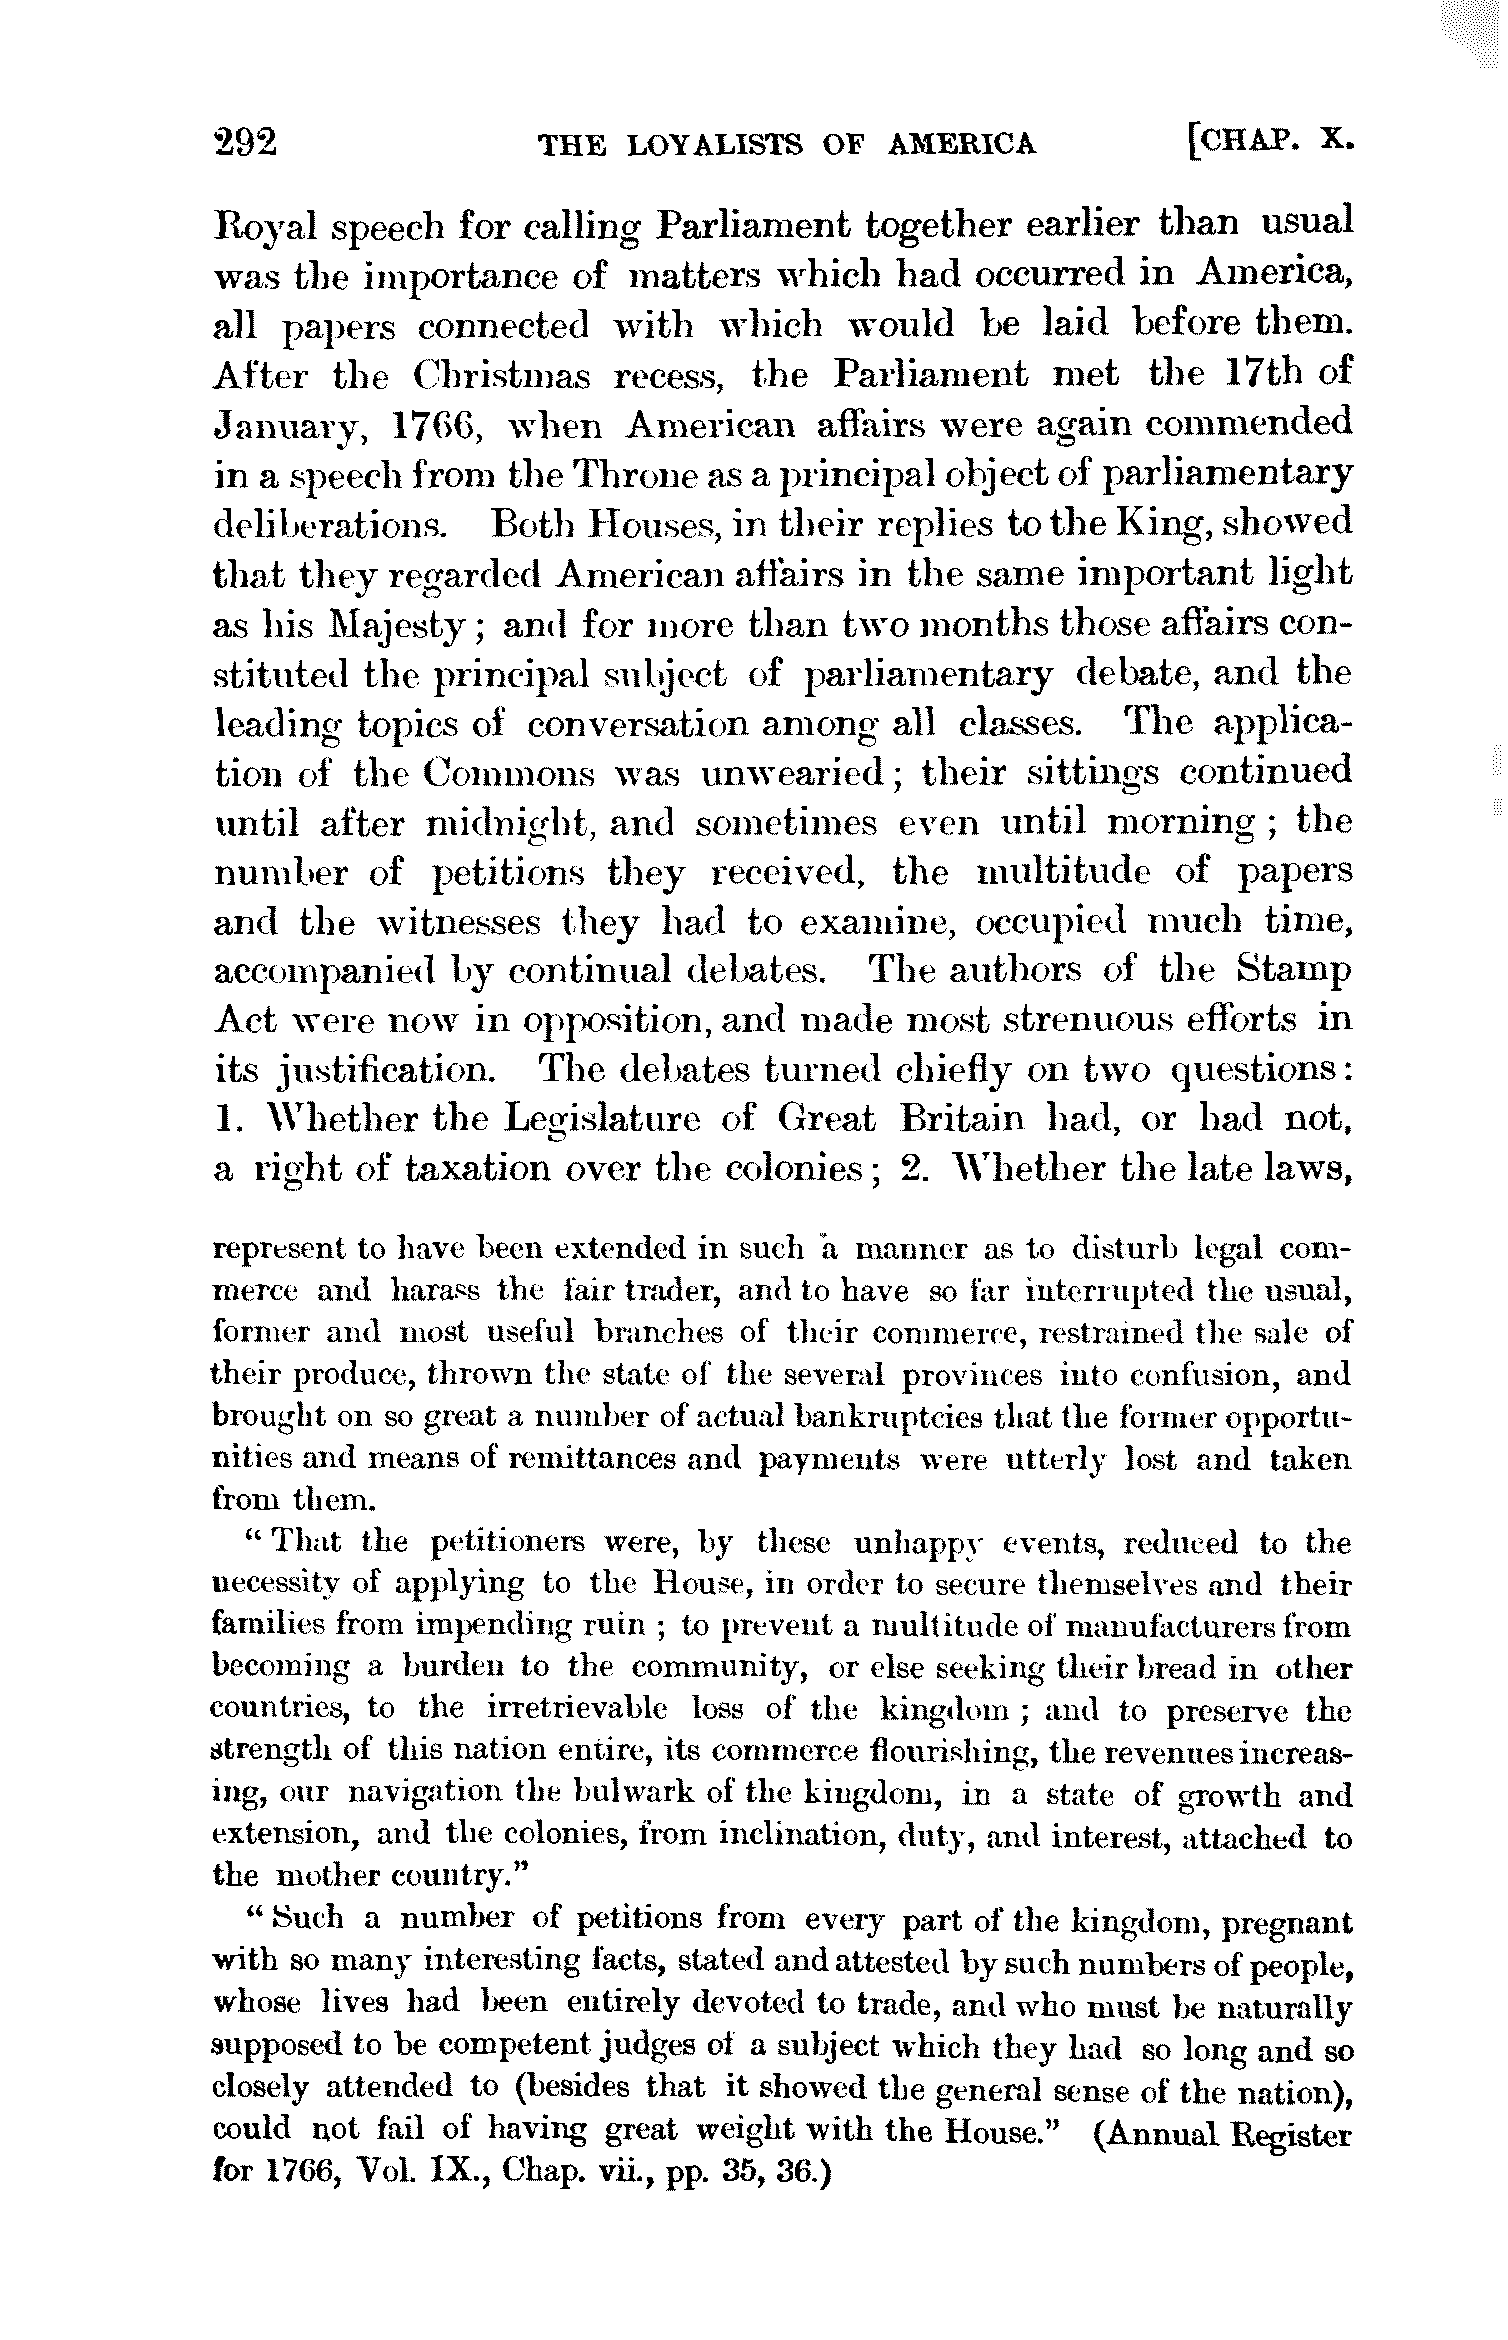 292 THE LOYALISTS OF AMERICA [CHAP. X.
Royal speech for calling Parliament together earlier than usual
was the importance of matters which had occurred in America,
all papers connected with which would be laid before them.
After the Christmas recess, the Parliament met the 17th of
January, 1766, when American affairs were again commended
in a speech from the Throne as a principal object of parliamentary
deliberations. Both Houses, in their replies to the King, showed
that they regarded American affairs in the same important light
as his Majesty; and for more than two months those affairs con-
stituted the principal subject of parliamentary debate, and the
leading topics of conversation among all classes. The applica-
tion of the Commons was unwearied; their sittings continued
until after midnight, and sometimes even until morning; the
number of petitions they received, the multitude of papers
and the witnesses they had to examine, occupied much time,
accompanied by continual debates. The authors of the Stamp
Act were now in opposition, and made most strenuous efforts in
its justification. The debates turned chiefly on two questions:
1. Whether the Legislature of Great Britain had, or had not,
a right of taxation over the colonies; 2. Whether the late laws,
represent to have been extended in such a manner as to disturb legal com-
merce and harass the fair trader, and to have so far interrupted the usual,
former and most useful branches of their commerce, restrained the sale of
their produce, thrown the state of the several provinces into confusion, and
brought on so great a number of actual bankruptcies that the former opportu-
nities and means of remittances and payments were utterly lost and taken
from them.
"That the petitioners were, by these unhappy events, reduced to the
necessity of applying to the House, in order to secure themselves and their
families from impending ruin; to prevent a multitude of manufacturers from
becoming a burden to the community, or else seeking their bread in other
countries, to the irretrievable loss of the kingdom; and to preserve the
strength of this nation entire, its commerce flourishing, the revenues increas-
ing, our navigation the bulwark of the kingdom, in a state of growth and
extension, and the colonies, from inclination, duty, and interest, attached to
the mother country."
"Such a number of petitions from every part of the kingdom, pregnant
with so many interesting facts, stated and attested by such numbers of people,
whose lives had been entirely devoted to trade, and who must be naturally
supposed to be competent judges of a subject which they had so long and so
closely attended to (besides that it showed the general sense of the nation),
could not fail of having great weight with the House." (Annual Register
for 1766, Vol. IX., Chap. vii., pp. 35, 36.)